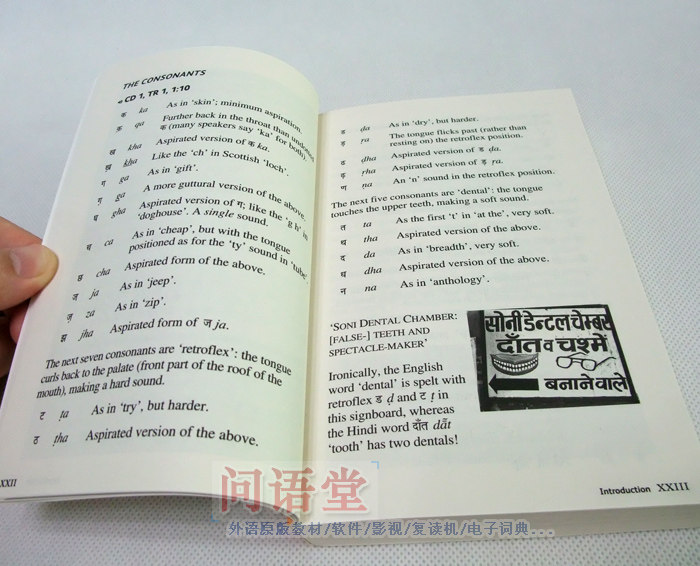 THE CONSONANTS
CD 1, TR 1, 1:10
क ka As in ‘skin’; minimum aspiration.
क़ qa Further back in the throat than undotted
क (many speakers say ‘ka’ for both).
ख kha Aspirated version of क ka.
ख़ kha Like the ‘ch’ in Scottish ‘loch’.
ग ga As in ‘gift’.
ग़ ga A more guttural version of the above.
घ gha Aspirated version of ग; like the ‘g h’ in
‘doghouse’. A single sound.
च ca As in ‘cheap’, but with the tongue
positioned as for the ‘ty’ sound in ‘tube’.
छ cha Aspirated form of the above.
ज ja As in ‘jeep’.
ज़ za As in ‘zip’.
झ jha Aspirated form of ज ja.
The next seven consonants are ‘retroflex’: the tongue
curls back to the palate (front part of the roof of the
mouth), making a hard sound.
ट ṭa As in ‘try’, but harder.
ठ ṭha Aspirated version of the above.
XXII
ड ḍa As in ‘dry’, but harder.
ड़ ṛa The tongue flicks past (rather than
resting on) the retroflex position.
ढ ḍha Aspirated version of ड ḍa.
ढ़ ṛha Aspirated version of ड़ ṛa.
ण ṇa An ‘n’ sound in the retroflex position.
The next five consonants are ‘dental’: the tongue
touches the upper teeth, making a soft sound.
त ta As the first ‘t’ in ‘at the’, very soft.
थ tha Aspirated version of the above.
द da As in ‘breadth’, very soft.
ध dha Aspirated version of the above.
न na As in ‘anthology’.
‘SONI DENTAL CHAMBER:
[FALSE-] TEETH AND
SPECTACLE-MAKER’
Ironically, the English
word ‘dental’ is spelt with
retroflex ड ḍ and ट ṭ in
this signboard, whereas
the Hindi word दाँत dā̃t
‘tooth’ has two dentals!
सोनी डेन्टल चेम्बर
दाँत व चश्में
बनाने वाले
Introduction XXIII
问语堂
外语原版教材/软件/影视/复读机/电子词典...